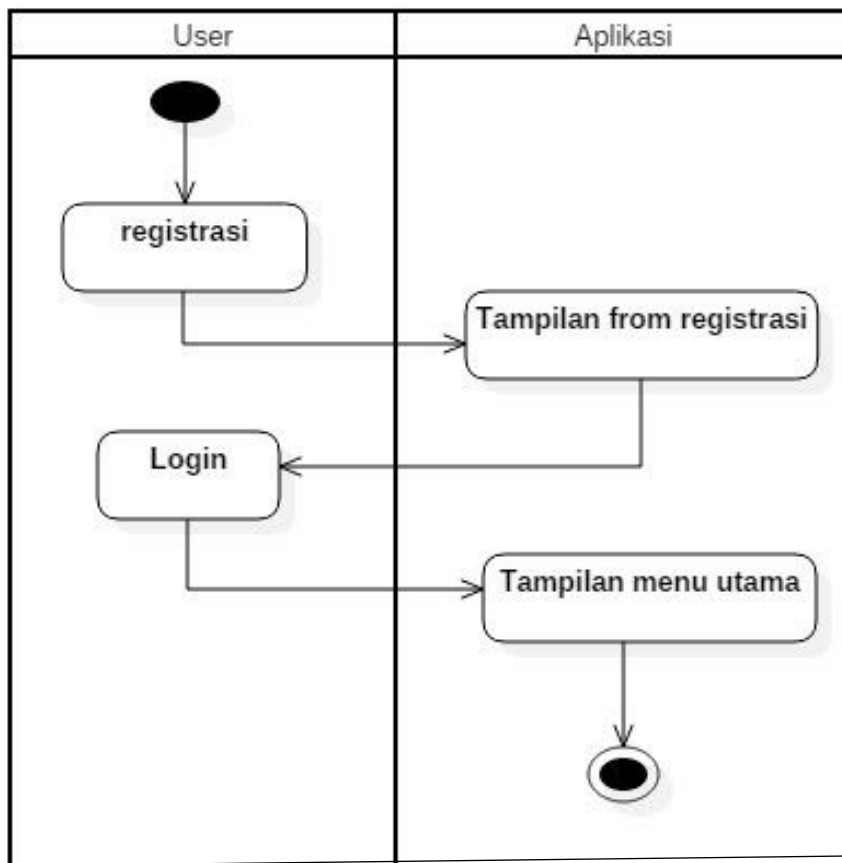 User
Aplikasi
registrasi
Tampilan from registrasi
Login
Tampilan menu utama